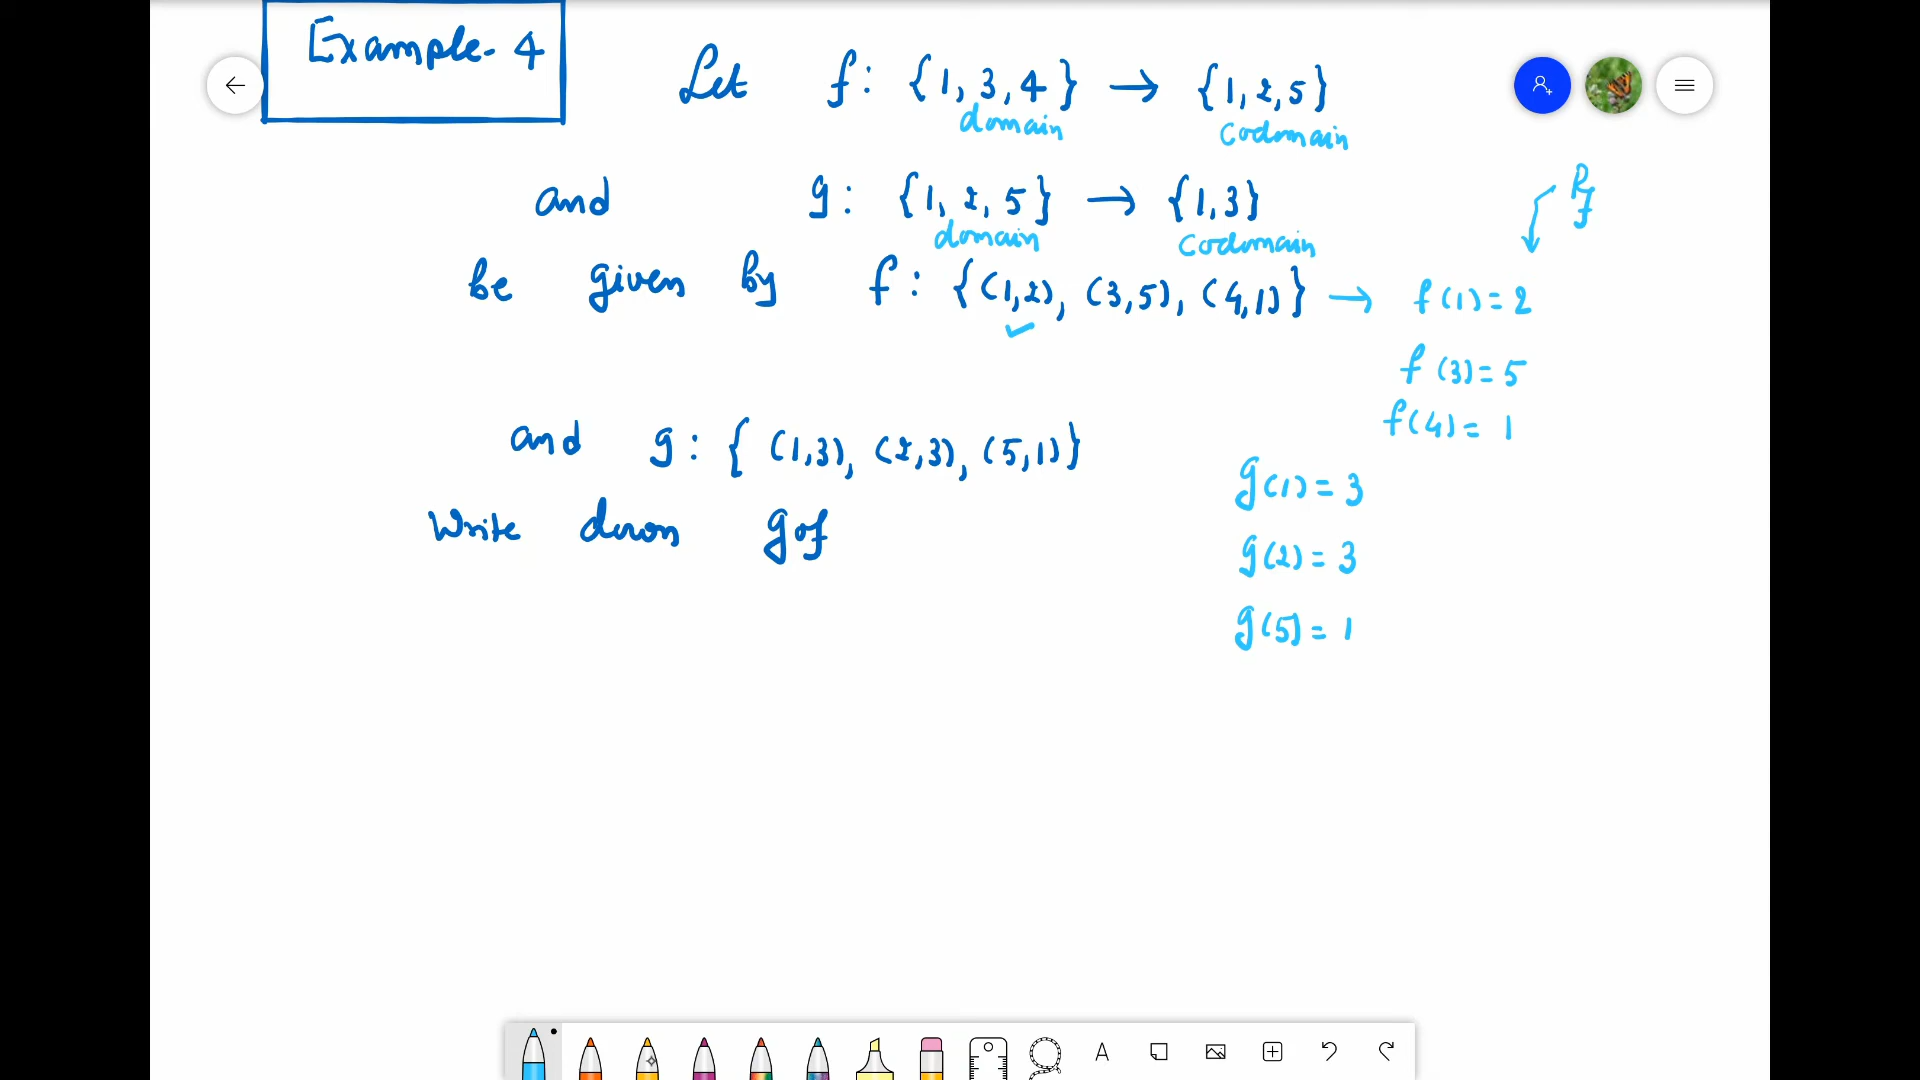 Example- 4
Let f: {1, 3, 4} → {1, 2, 5}
domain codomain
and g: {1, 2, 5} → {1,3}
domain codomain
Rf
be given by f: {(1,2), (3,5), (4,1)} → f(1)=2
f(3)=5
f(4)=1
and g: { (1,3), (2,3), (5,1)}
g(1)=3
Write down gof
g(2)=3
g(5)=1
A